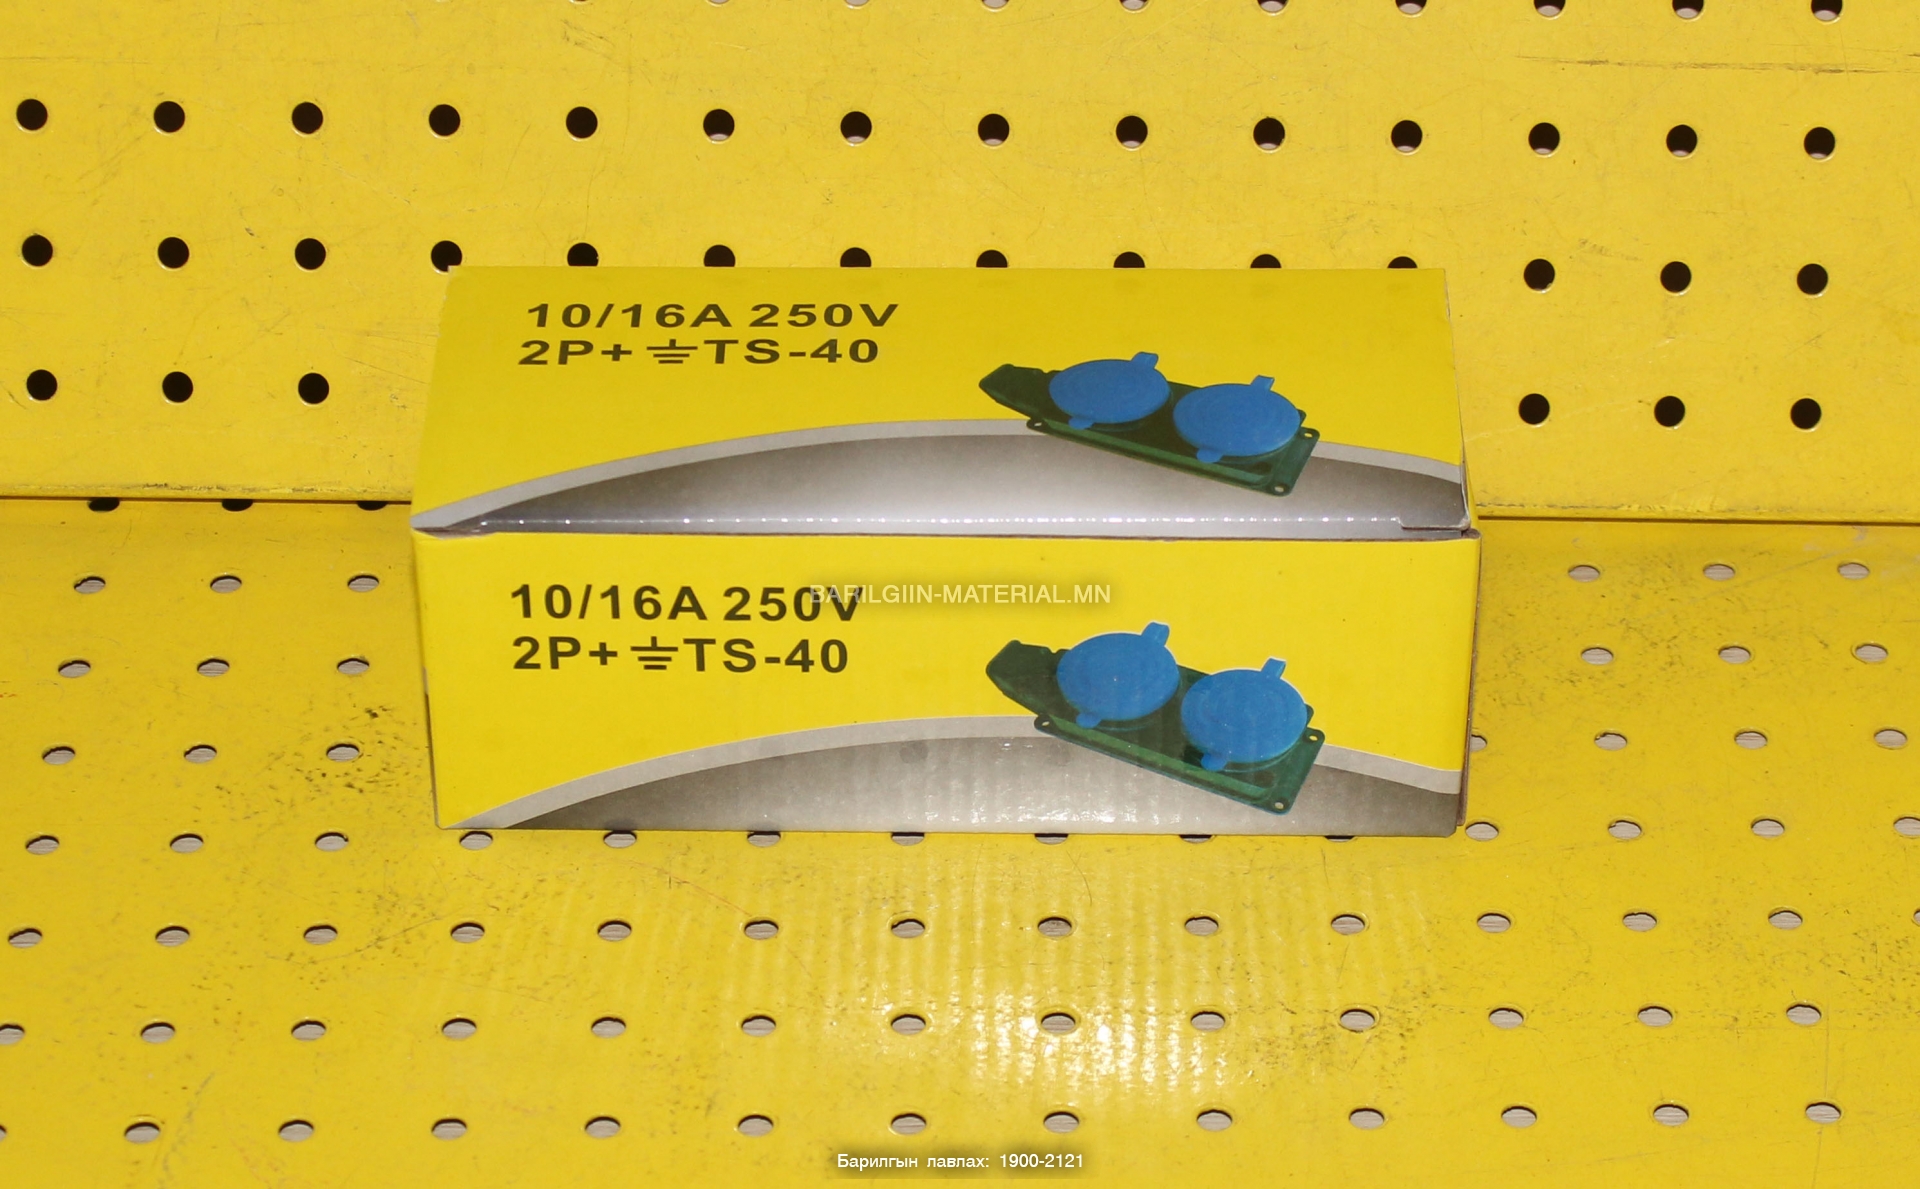 10/16A 250V
2P+⏚TS-40
10/16A 250V
BARILGIIN-MATERIAL.MN
2P+⏚TS-40
Барилгын лавлах: 1900-2121